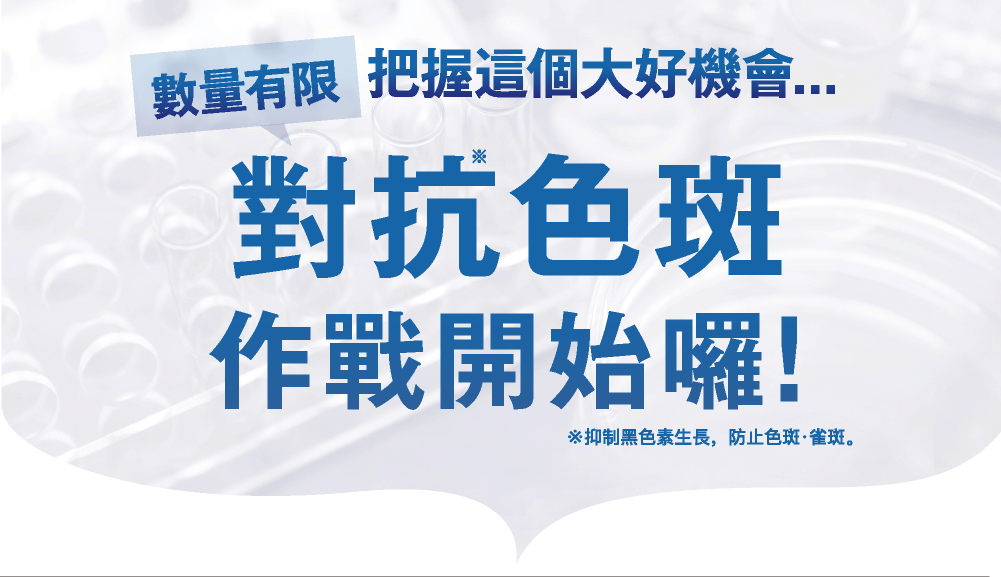 數量有限
把握這個大好機會...
對抗※色斑
作戰開始囉!
※抑制黑色素生長，防止色斑·雀斑。